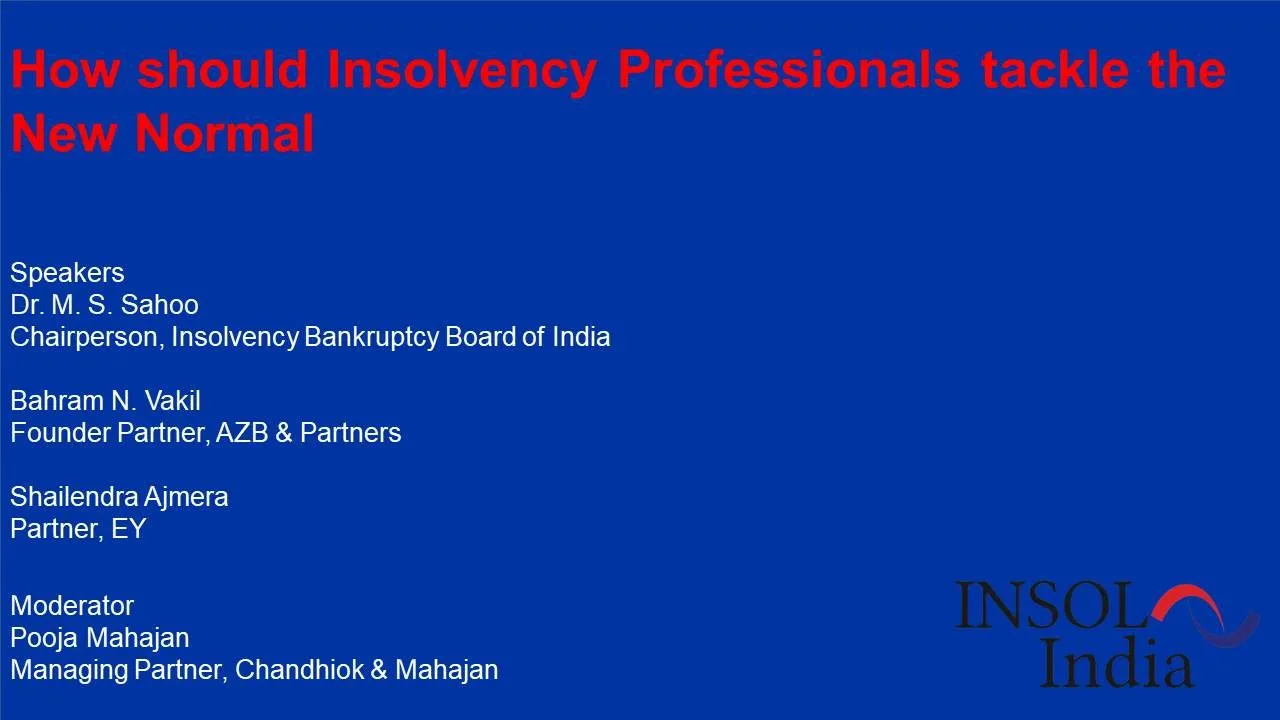 How should Insolvency Professionals tackle the
New Normal
Speakers
Dr. M. S. Sahoo
Chairperson, Insolvency Bankruptcy Board of India
Bahram N. Vakil
Founder Partner, AZB & Partners
Shailendra Ajmera
Partner, EY
Moderator
Pooja Mahajan
Managing Partner, Chandhiok & Mahajan
INSOL
India